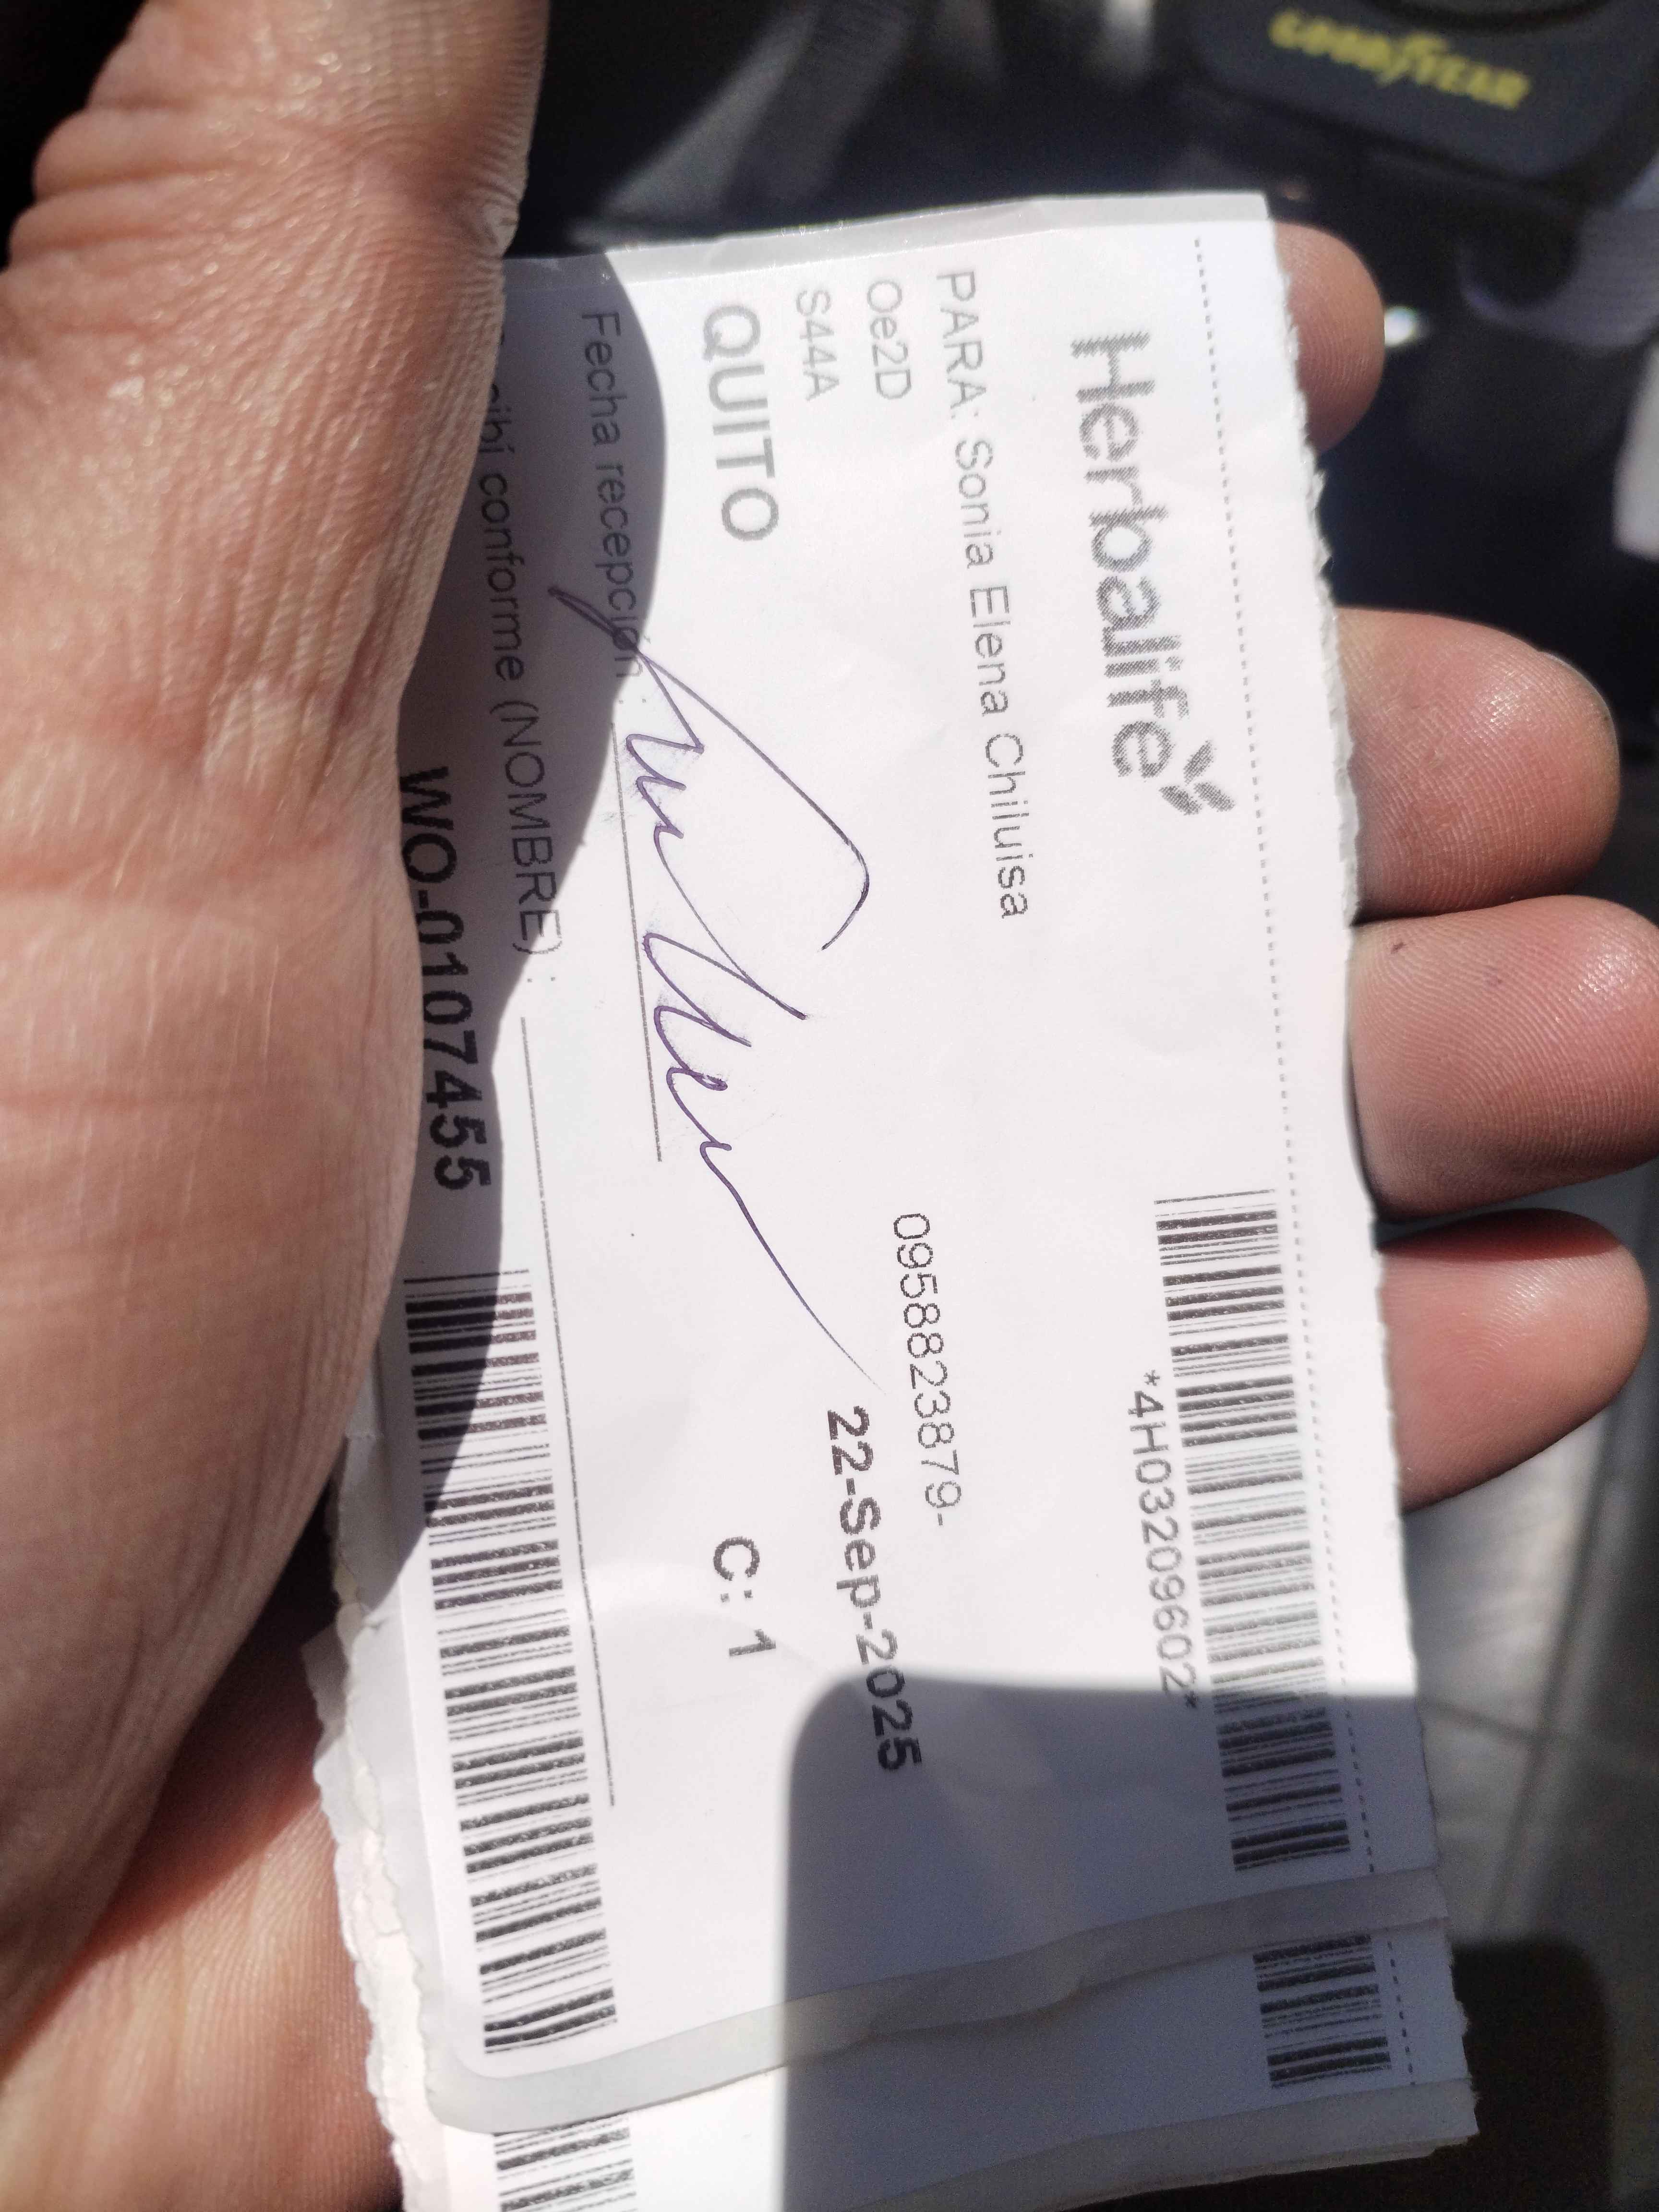 GOODYEAR
Herbalife
*4H03209602*
PARA: Sonia Elena Chiluisa
Oe2D
0958823879-
S44A
22-Sep-2025
QUITO
C: 1
Fecha recepción
conforme (NOMBRE) :
WO-0107455